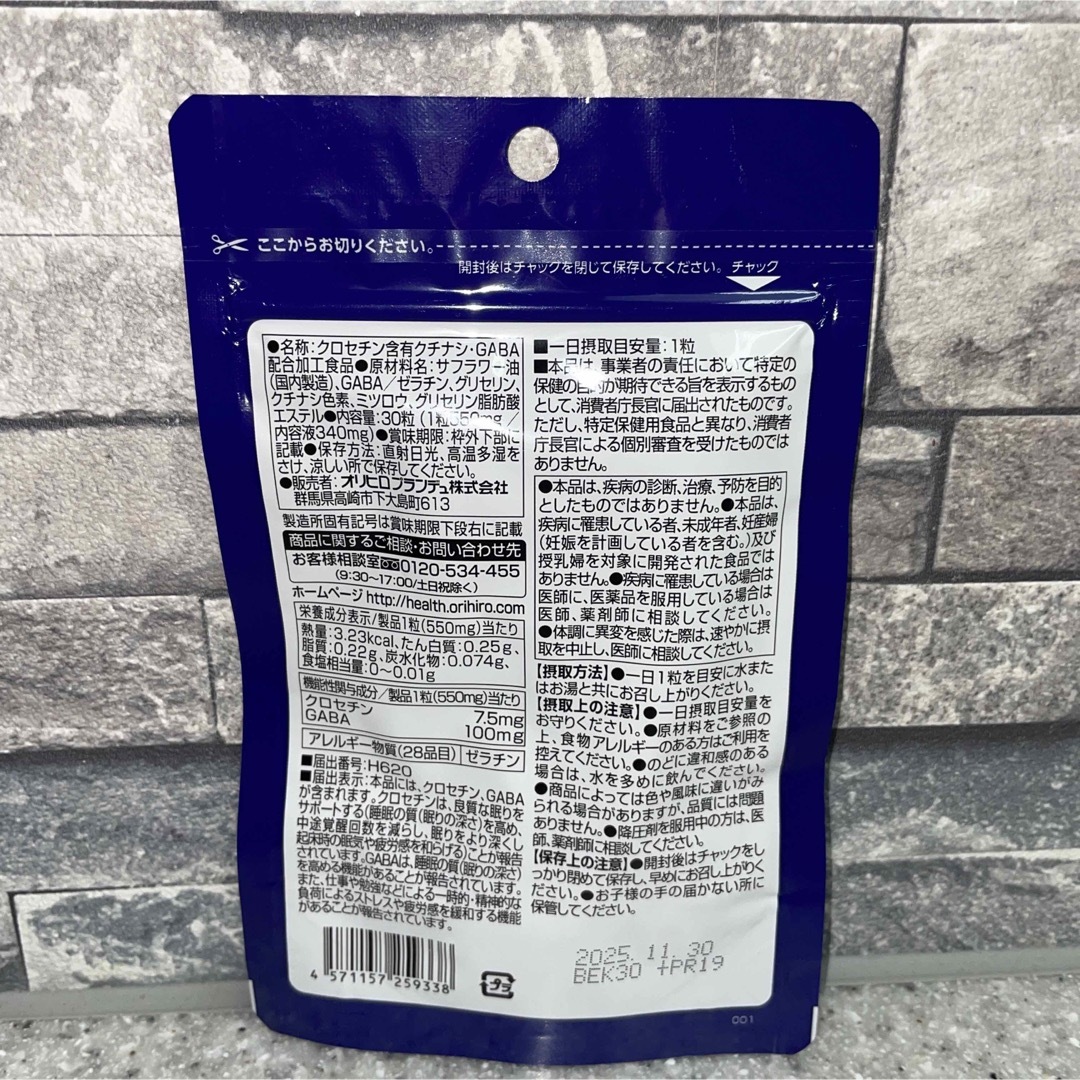 ここからお切りください。
開封後はチャックを閉じて保存してください。 チャック
●名称:クロセチン含有クチナシ・GABA
配合加工食品●原材料名:サフラワー油
(国内製造)、GABA/ゼラチン、グリセリン、
クチナシ色素、ミツロウ、グリセリン脂肪酸
エステル●内容量:30粒(1粒550mg/
内容液340mg)●賞味期限:枠外下部に
記載●保存方法:直射日光、高温多湿を
さけ、涼しい所で保存してください。
●販売者:オリヒロプランデュ株式会社
群馬県高崎市下大島町613
製造所固有記号は賞味期限下段右に記載
商品に関するご相談・お問い合わせ先
お客様相談室 0120-534-455
(9:30~17:00/土日祝除く)
ホームページ http://health.orihiro.com
栄養成分表示/製品1粒(550mg)当たり
熱量:3.23kcal、たん白質:0.25g、
脂質:0.22g、炭水化物:0.074g、
食塩相当量:0~0.01g
機能性関与成分/製品1粒(550mg)当たり
クロセチン 7.5mg
GABA 100mg
アレルギー物質(28品目) ゼラチン
■届出番号:H620
■届出表示:本品には、クロセチン、GABA
が含まれます。クロセチンは、良質な眠りを
サポートする(睡眠の質(眠りの深さ)を高め、
中途覚醒回数を減らし、眠りをより深くし
起床時の眠気や疲労感を和らげる)ことが報告
されています。GABAは、睡眠の質(眠りの深さ)
を高める機能があることが報告されています。
また、仕事や勉強などによる一時的・精神的な
負荷によるストレスや疲労感を緩和する機能
があることが報告されています。
4 571157 259338
プラ
■一日摂取目安量:1粒
■本品は、事業者の責任において特定の
保健の目的が期待できる旨を表示するもの
として、消費者庁長官に届出されたものです。
ただし、特定保健用食品と異なり、消費者
庁長官による個別審査を受けたものでは
ありません。
●本品は、疾病の診断、治療、予防を目的
としたものではありません。●本品は、
疾病に罹患している者、未成年者、妊産婦
(妊娠を計画している者を含む。)及び
授乳婦を対象に開発された食品では
ありません。●疾病に罹患している場合は
医師に、医薬品を服用している場合は
医師、薬剤師に相談してください。
●体調に異変を感じた際は、速やかに摂
取を中止し、医師に相談してください。
【摂取方法】●一日1粒を目安に水また
はお湯と共にお召し上がりください。
【摂取上の注意】●一日摂取目安量を
お守りください。●原材料をご参照の
上、食物アレルギーのある方はご利用を
控えてください。●のどに違和感のある
場合は、水を多めに飲んでください。
●商品によっては色や風味に違いがみ
られる場合がありますが、品質には問題
ありません。●降圧剤を服用中の方は、医
師、薬剤師に相談してください。
【保存上の注意】●開封後はチャックをし
っかり閉めて保存し、早めにお召し上がりく
ださい。●お子様の手の届かない所に
保管してください。
2025.11.30
BEK30 +PR19
001